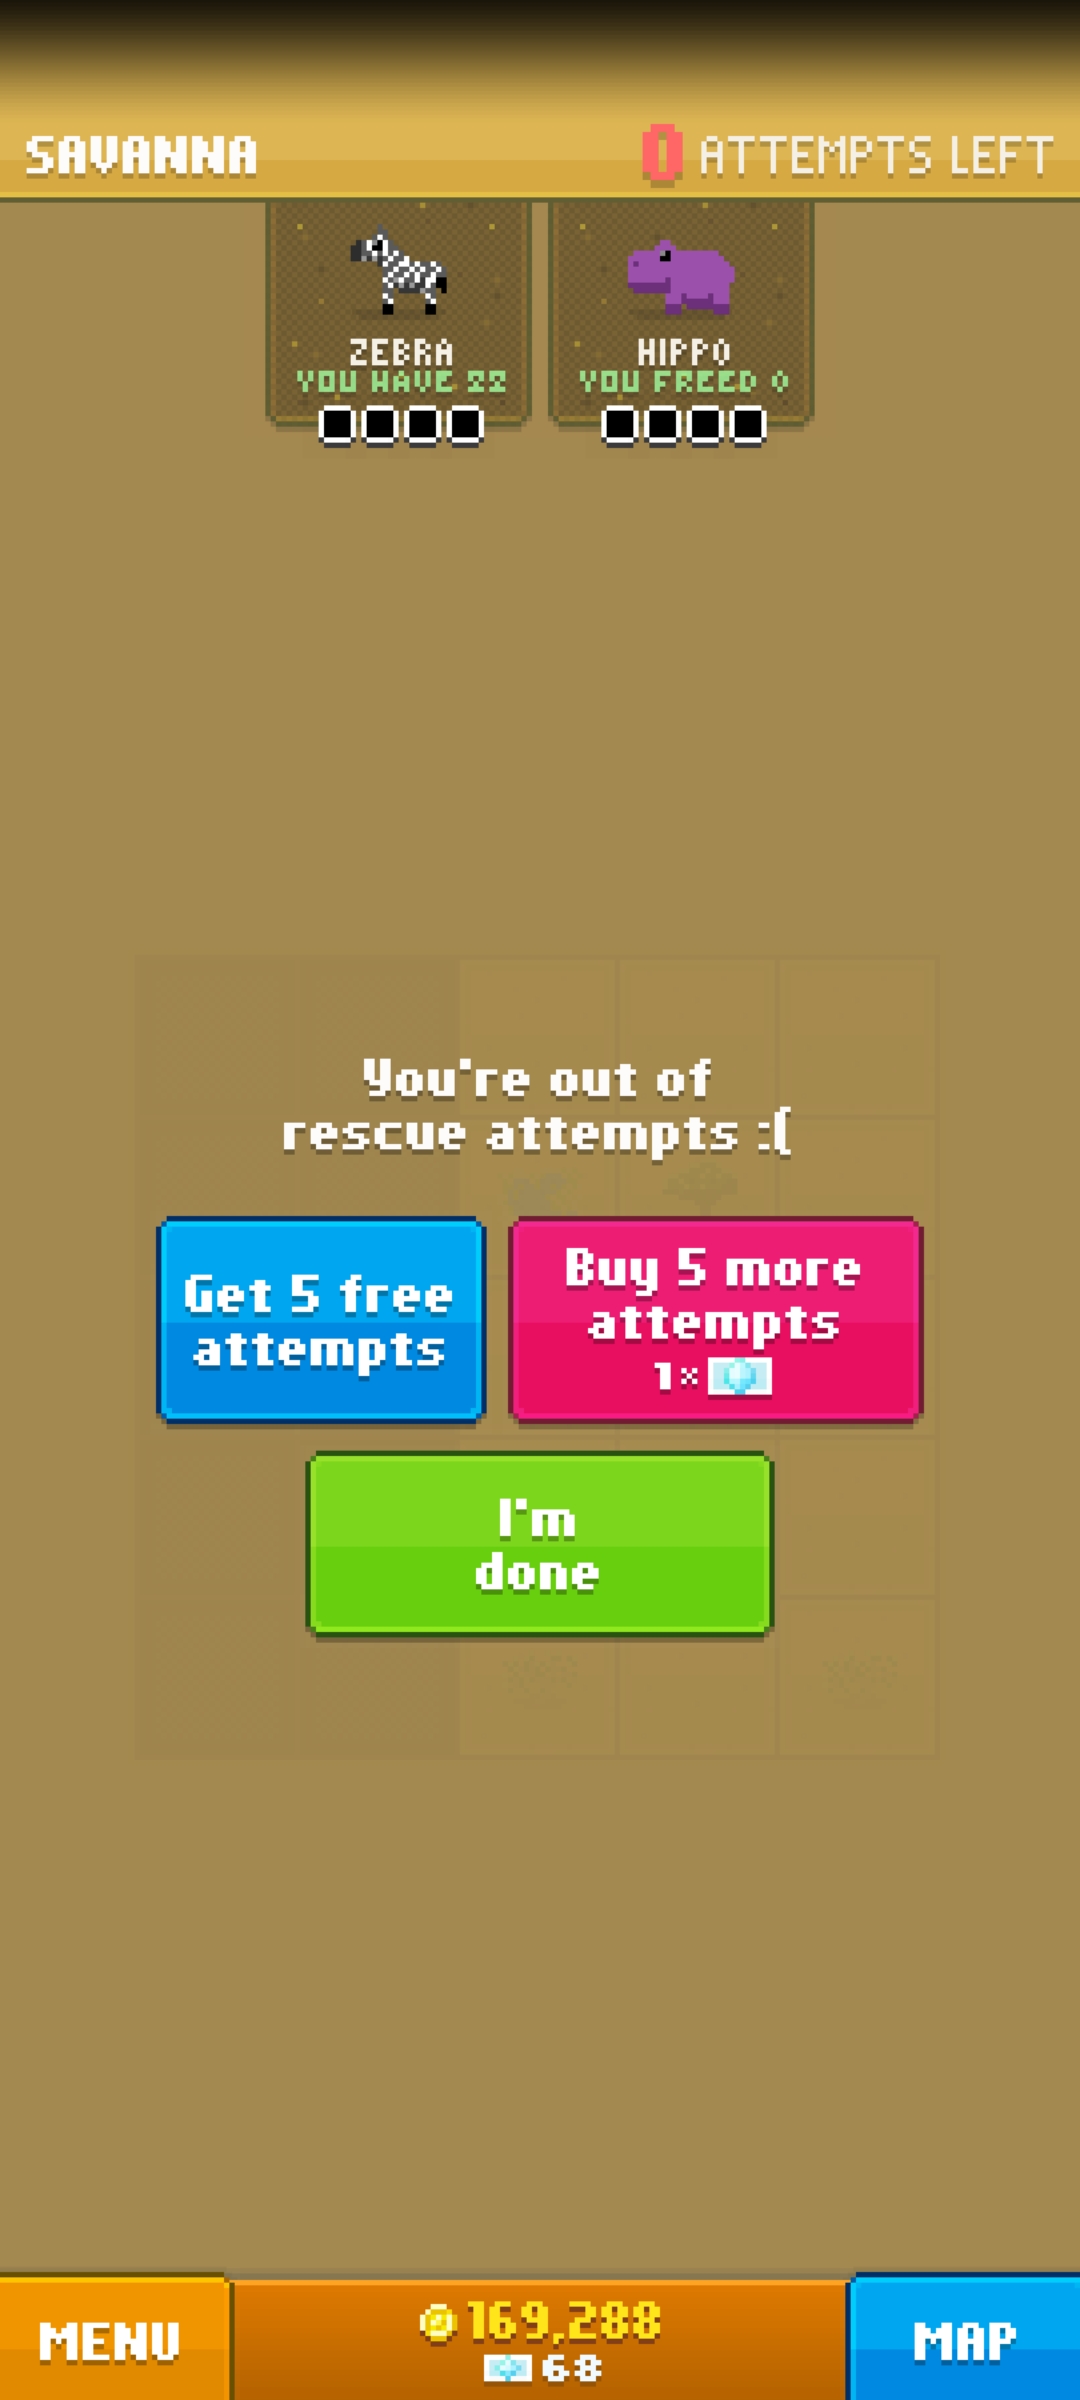 SAVANNA
0 ATTEMPTS LEFT
ZEBRA
YOU HAVE 22
HIPPO
YOU FREED 0
You're out of
rescue attempts :(
Get 5 free
attempts
Buy 5 more
attempts
1×
I'm
done
MENU
169,288
68
MAP